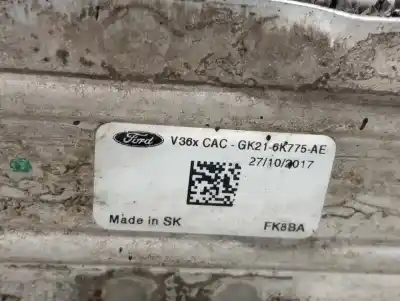 Ford V36x CAC - GK21-6K775-AE
27/10/2017
Made in SK FK8BA